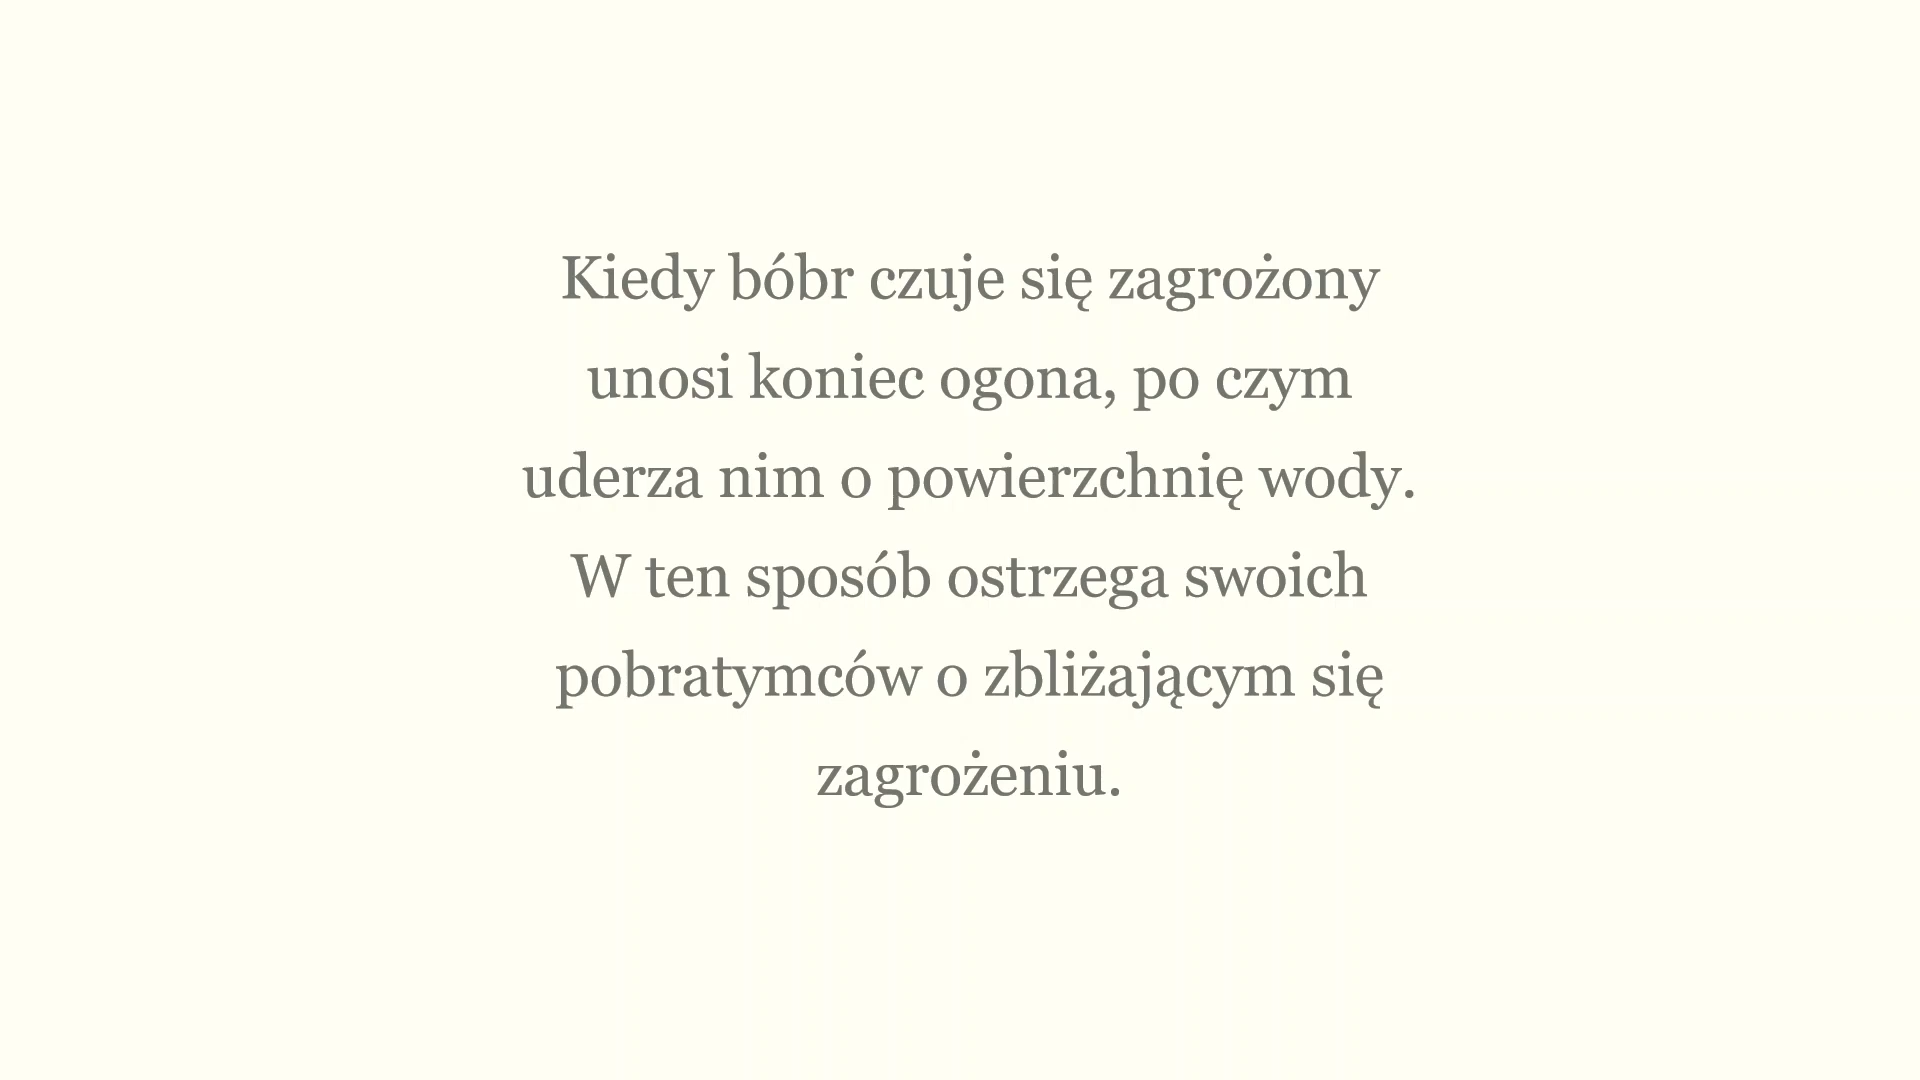 Kiedy bóbr czuje się zagrożony
unosi koniec ogona, po czym
uderza nim o powierzchnię wody.
W ten sposób ostrzega swoich
pobratymców o zbliżającym się
zagrożeniu.